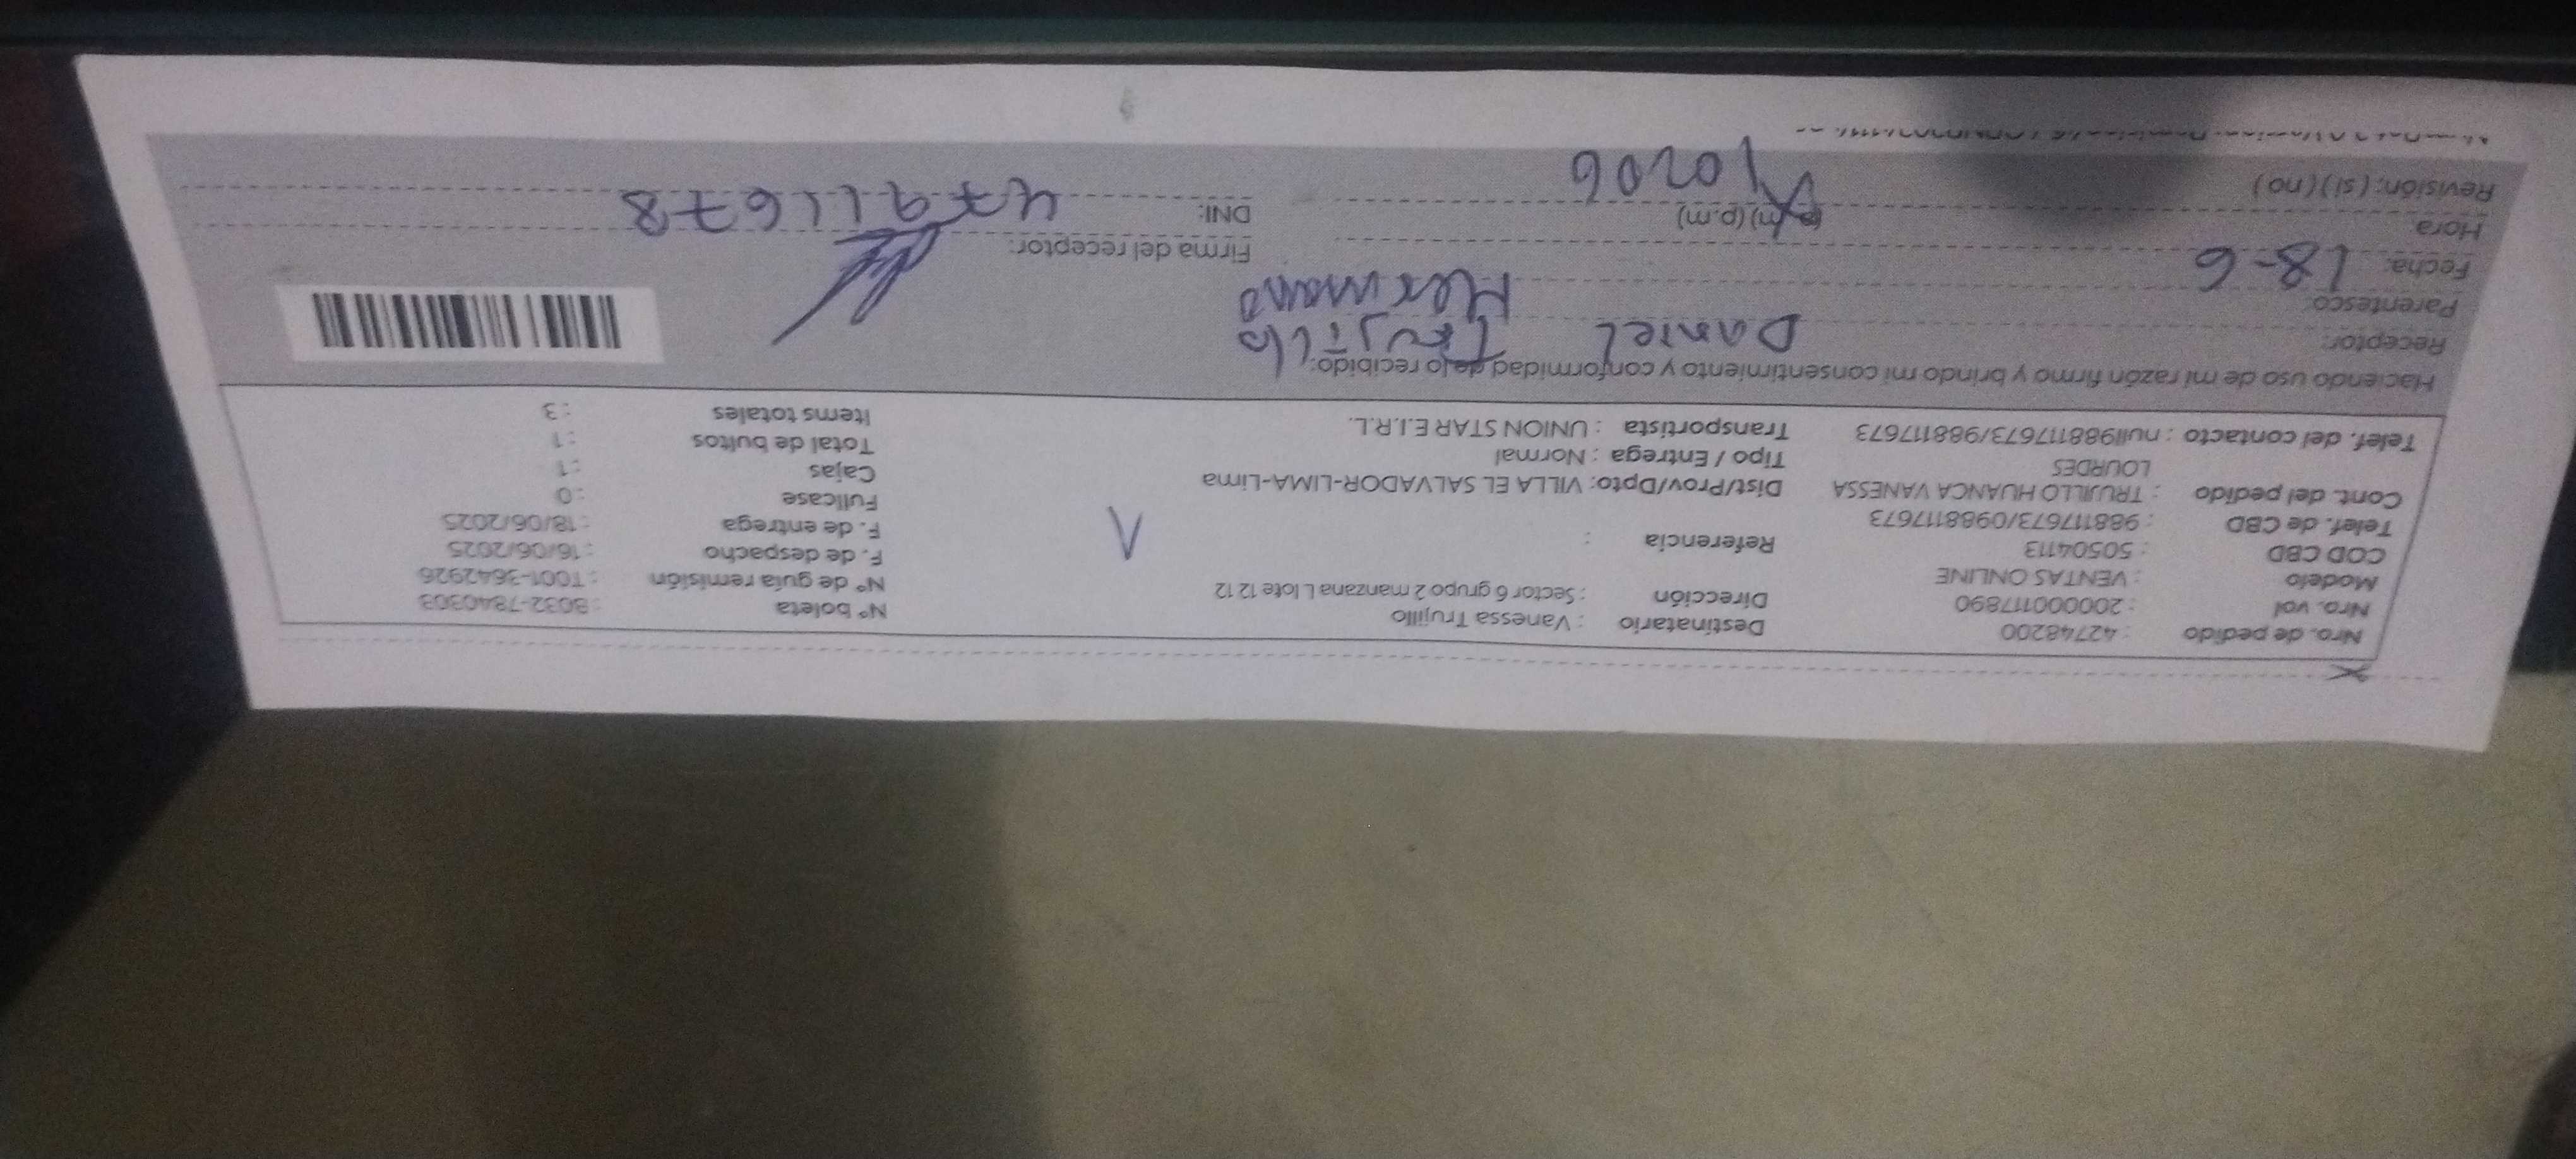 Nro. de pedido : 42748200
Nro. vol : 20000117890
Modelo : VENTAS ONLINE
COD CBD : 50504113
Telef. de CBD : 988117673/0988117673
Cont. del pedido : TRUJILLO HUANCA VANESSA
LOURDES
Telef. del contacto : null988117673/988117673
Destinatario : Vanessa Trujillo
Dirección : Sector 6 grupo 2 manzana L lote 12 12
Referencia :
Dist/Prov/Dpto: VILLA EL SALVADOR-LIMA-Lima
Tipo / Entrega : Normal
Transportista : UNION STAR E.I.R.L.
N° boleta : B032-7840303
N° de guía remisión : T001-3642926
F. de despacho : 16/06/2025
F. de entrega : 18/06/2025
Fullcase : 0
Cajas : 1
Total de bultos : 1
Items totales : 3
Haciendo uso de mi razón firmo y brindo mi consentimiento y conformidad de lo recibido:
Receptor: Daniel Trujillo
Parentesco: Hermano
Fecha: 18-6
Hora: (a.m) (p.m)
Revisión: (si) (no)
10206
Firma del receptor:
DNI: 47911678